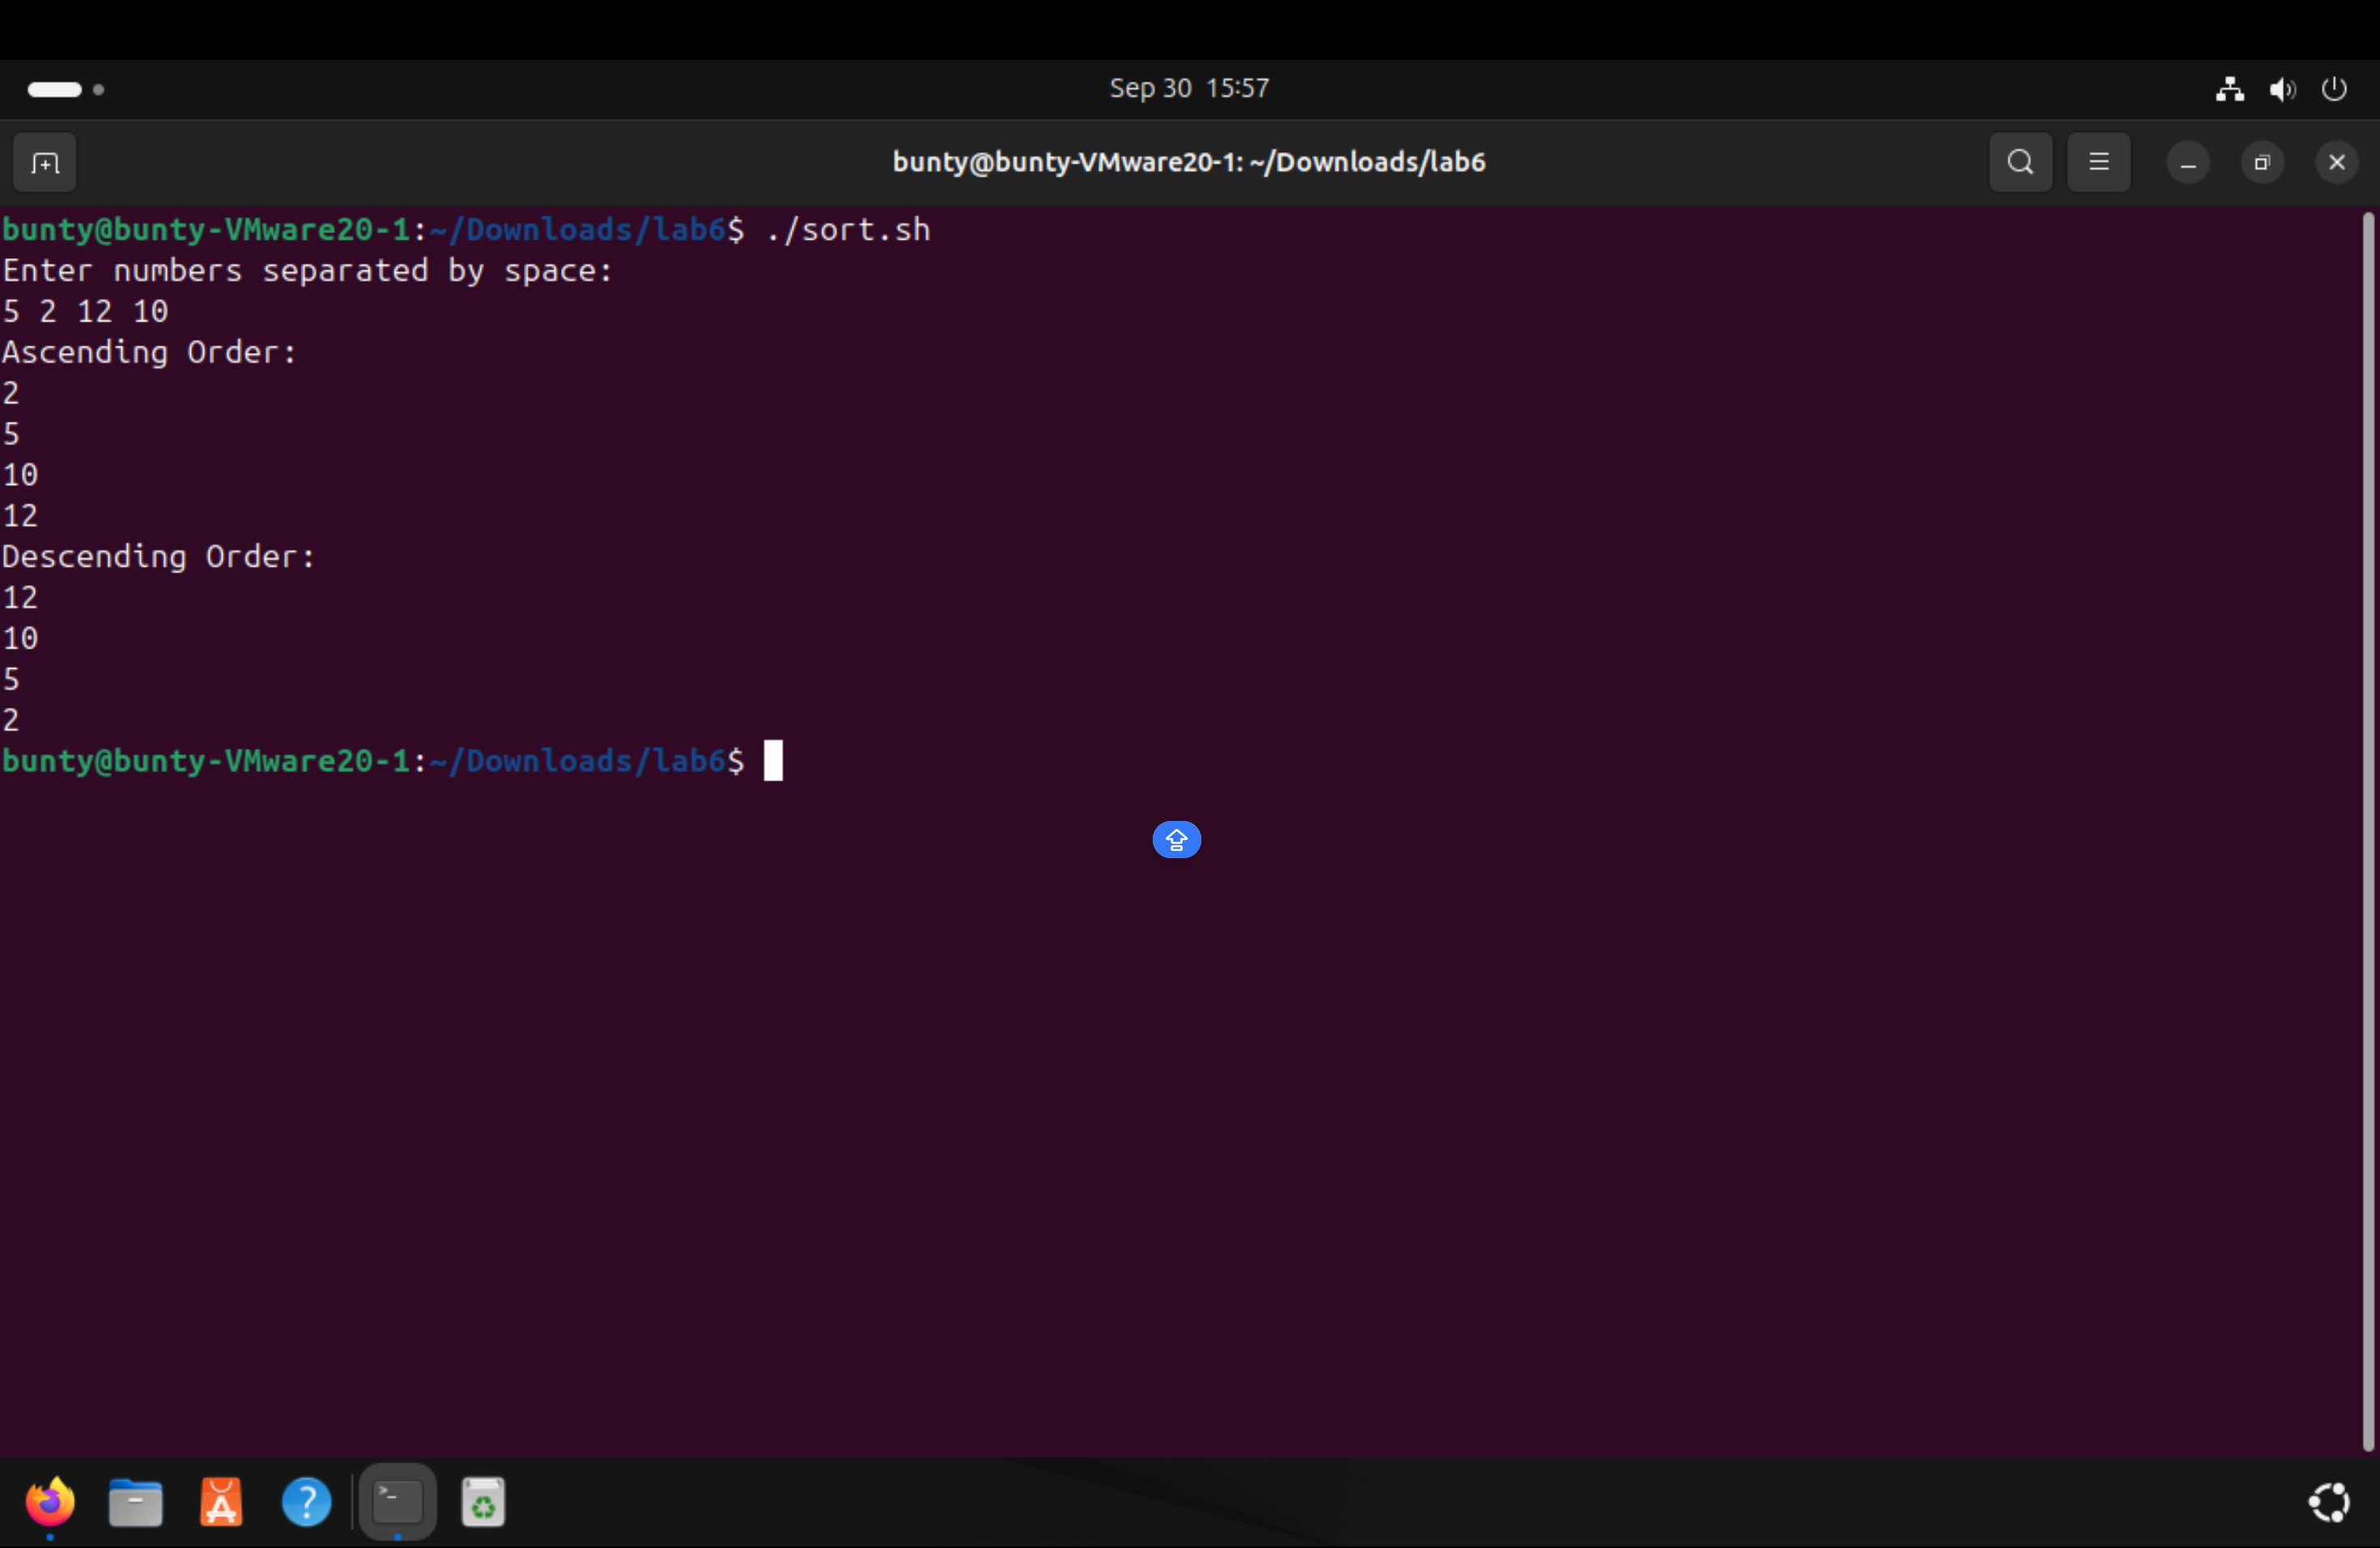 Sep 30 15:57
bunty@bunty-VMware20-1: ~/Downloads/lab6
bunty@bunty-VMware20-1:~/Downloads/lab6$ ./sort.sh
Enter numbers separated by space:
5 2 12 10
Ascending Order:
2
5
10
12
Descending Order:
12
10
5
2
bunty@bunty-VMware20-1:~/Downloads/lab6$